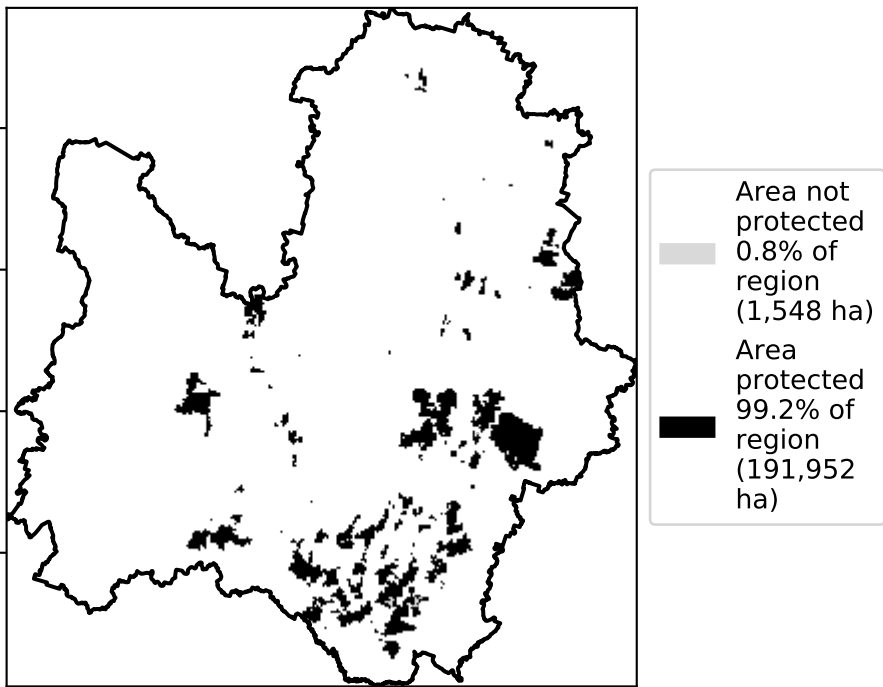 Area not
protected
0.8% of
region
(1,548 ha)
Area
protected
99.2% of
region
(191,952
ha)